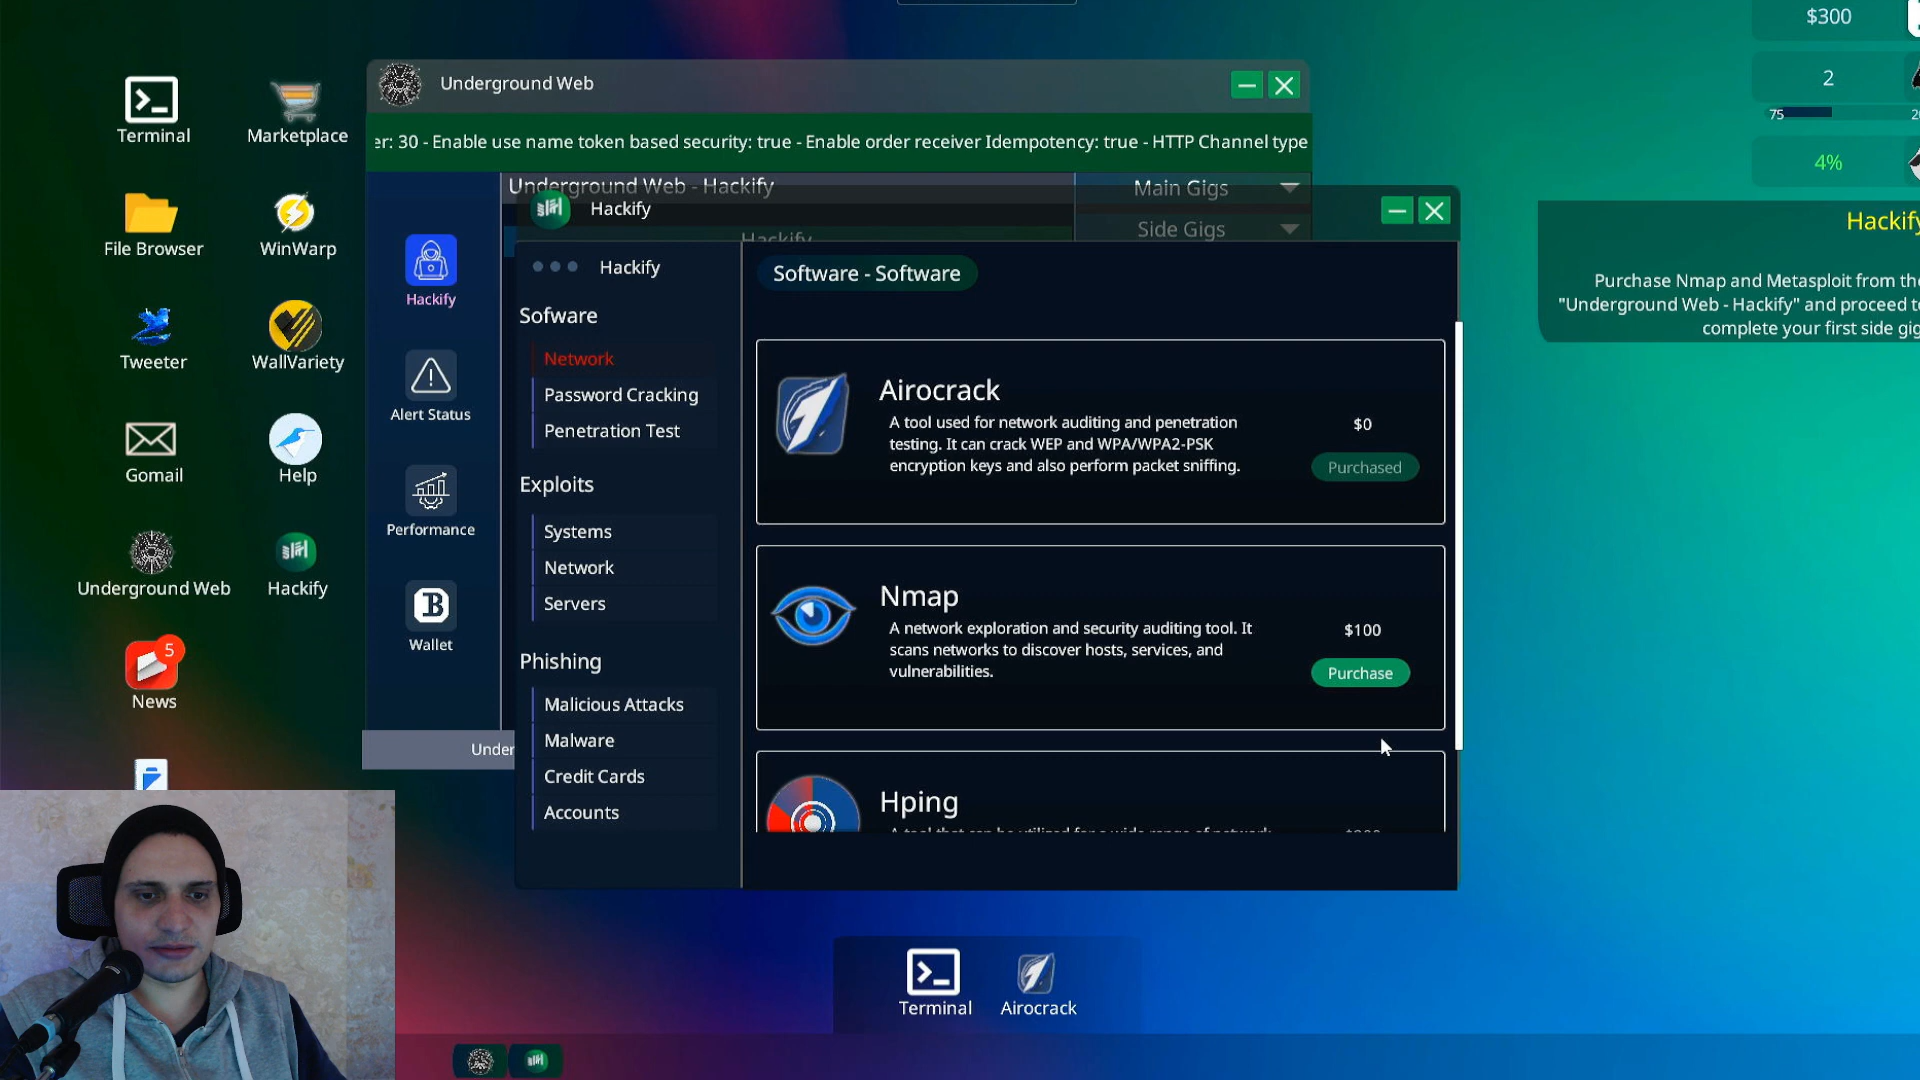 $300
2
75
4%
Terminal
Marketplace
File Browser
WinWarp
Tweeter
WallVariety
Gomail
Help
Underground Web
Hackify
5
News
Underground Web
er: 30 - Enable use name token based security: true - Enable order receiver Idempotency: true - HTTP Channel type
Hackify
Alert Status
Performance
Wallet
Underground Web - Hackify
Main Gigs
Side Gigs
Hackify
Under
Hackify
Hackify
Sofware
Network
Password Cracking
Penetration Test
Exploits
Systems
Network
Servers
Phishing
Malicious Attacks
Malware
Credit Cards
Accounts
Software - Software
Airocrack
A tool used for network auditing and penetration
testing. It can crack WEP and WPA/WPA2-PSK
encryption keys and also perform packet sniffing.
$0
Purchased
Nmap
A network exploration and security auditing tool. It
scans networks to discover hosts, services, and
vulnerabilities.
$100
Purchase
Hping
Hackify
Purchase Nmap and Metasploit from the
"Underground Web - Hackify" and proceed to
complete your first side gig
Terminal
Airocrack